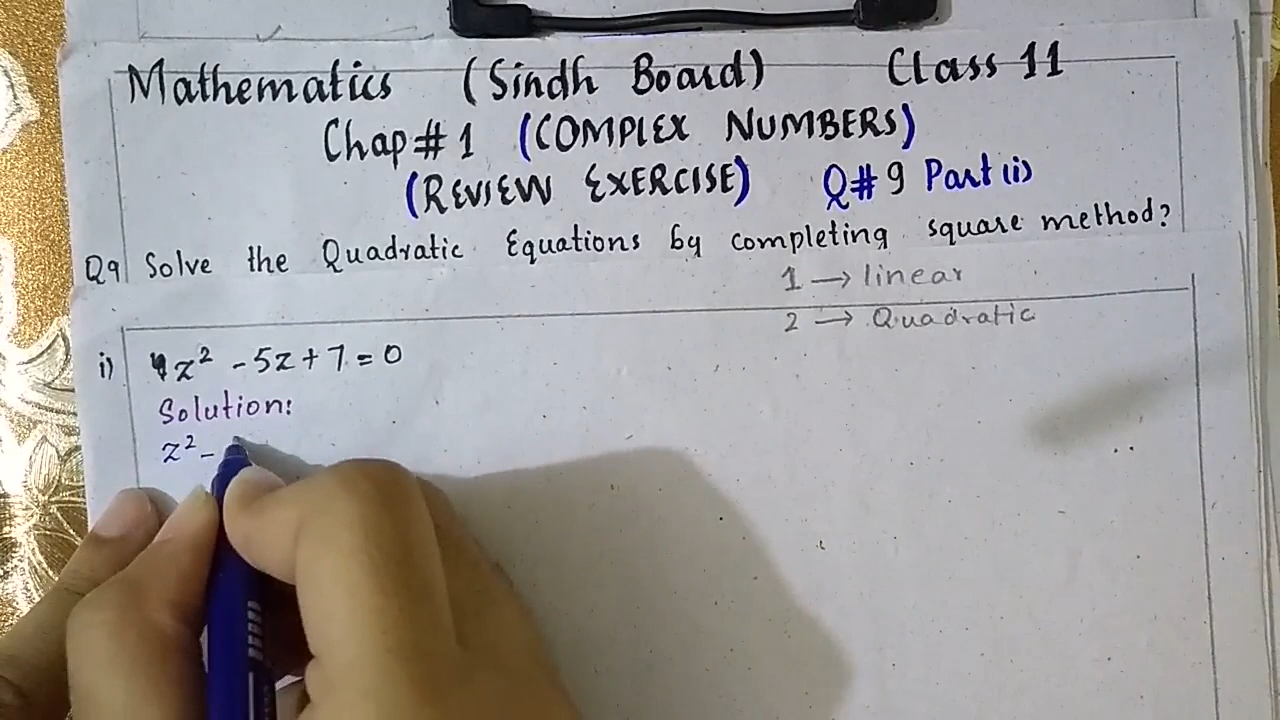 Mathematics (Sindh Board) Class 11
Chap # 1 (COMPLEX NUMBERS)
(REVIEW EXERCISE) Q# 9 Part (i)
Q9 Solve the Quadratic Equations by completing square method?
1 → linear
2 → Quadratic
i) 4z² - 5z + 7 = 0
Solution:
z² -